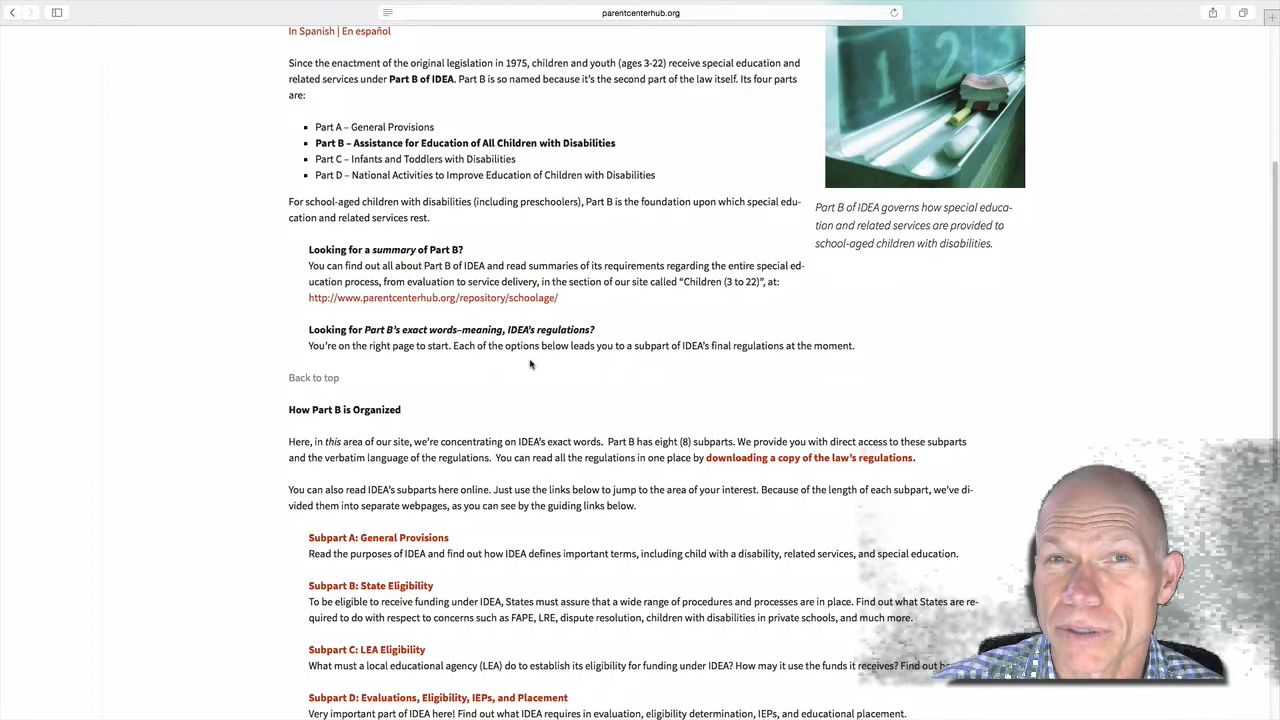 parentcenterhub.org
In Spanish | En español
Since the enactment of the original legislation in 1975, children and youth (ages 3-22) receive special education and
related services under Part B of IDEA. Part B is so named because it's the second part of the law itself. Its four parts
are:
Part A – General Provisions
Part B – Assistance for Education of All Children with Disabilities
Part C – Infants and Toddlers with Disabilities
Part D – National Activities to Improve Education of Children with Disabilities
For school-aged children with disabilities (including preschoolers), Part B is the foundation upon which special edu-
cation and related services rest.
1 2 3
Part B of IDEA governs how special educa-
tion and related services are provided to
school-aged children with disabilities.
Looking for a summary of Part B?
You can find out all about Part B of IDEA and read summaries of its requirements regarding the entire special ed-
ucation process, from evaluation to service delivery, in the section of our site called “Children (3 to 22)”, at:
http://www.parentcenterhub.org/repository/schoolage/
Looking for Part B's exact words–meaning, IDEA's regulations?
You're on the right page to start. Each of the options below leads you to a subpart of IDEA's final regulations at the moment.
Back to top
How Part B is Organized
Here, in this area of our site, we're concentrating on IDEA's exact words. Part B has eight (8) subparts. We provide you with direct access to these subparts
and the verbatim language of the regulations. You can read all the regulations in one place by downloading a copy of the law's regulations.
You can also read IDEA's subparts here online. Just use the links below to jump to the area of your interest. Because of the length of each subpart, we've di-
vided them into separate webpages, as you can see by the guiding links below.
Subpart A: General Provisions
Read the purposes of IDEA and find out how IDEA defines important terms, including child with a disability, related services, and special education.
Subpart B: State Eligibility
To be eligible to receive funding under IDEA, States must assure that a wide range of procedures and processes are in place. Find out what States are re-
quired to do with respect to concerns such as FAPE, LRE, dispute resolution, children with disabilities in private schools, and much more.
Subpart C: LEA Eligibility
What must a local educational agency (LEA) do to establish its eligibility for funding under IDEA? How may it use the funds it receives? Find out
Subpart D: Evaluations, Eligibility, IEPs, and Placement
Very important part of IDEA here! Find out what IDEA requires in evaluation, eligibility determination, IEPs, and educational placement.